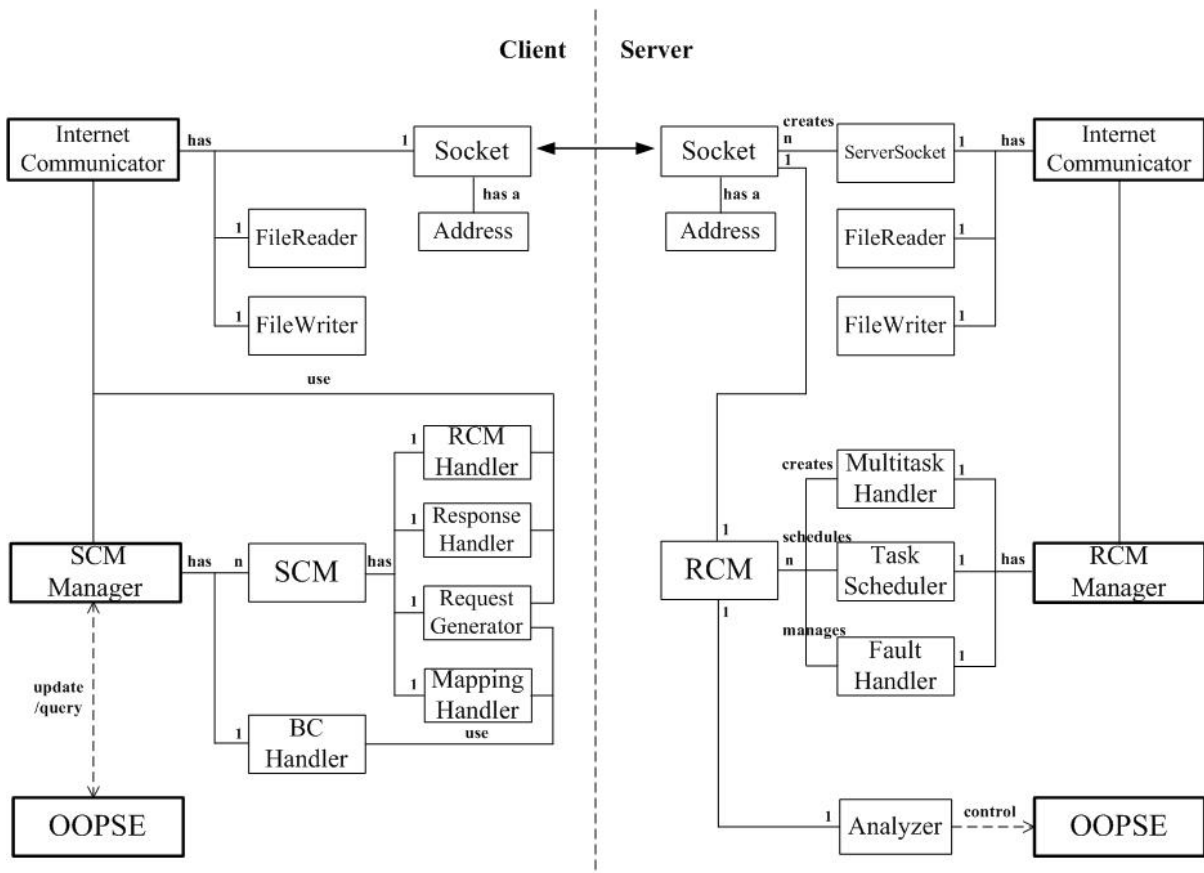 Client
Server
Internet
Communicator
has
1
Socket
has a
Address
1
FileReader
1
FileWriter
use
SCM
Manager
has
n
SCM
has
1
RCM
Handler
1
Response
Handler
1
Request
Generator
1
Mapping
Handler
1
BC
Handler
use
update
/query
OOPSE
Socket
creates
n
1
ServerSocket
1
has
Internet
Communicator
has a
Address
FileReader
1
FileWriter
1
creates
Multitask
Handler
1
1
RCM
schedules
n
Task
Scheduler
1
has
RCM
Manager
1
manages
Fault
Handler
1
1
Analyzer
control
OOPSE